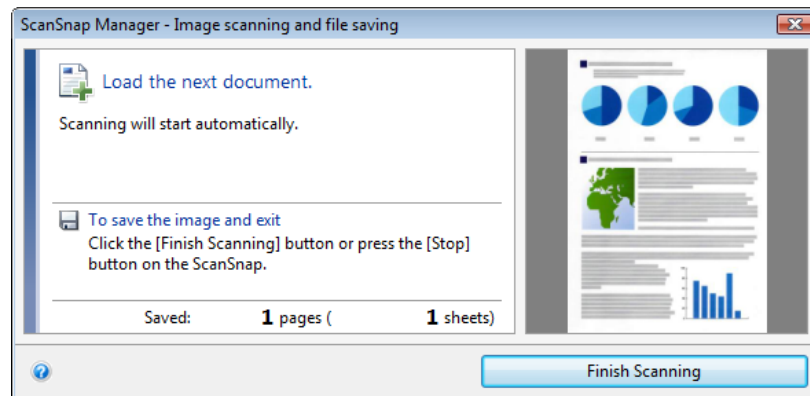 ScanSnap Manager - Image scanning and file saving
Load the next document.
Scanning will start automatically.
To save the image and exit
Click the [Finish Scanning] button or press the [Stop]
button on the ScanSnap.
Saved: 1 pages ( 1 sheets)
Finish Scanning